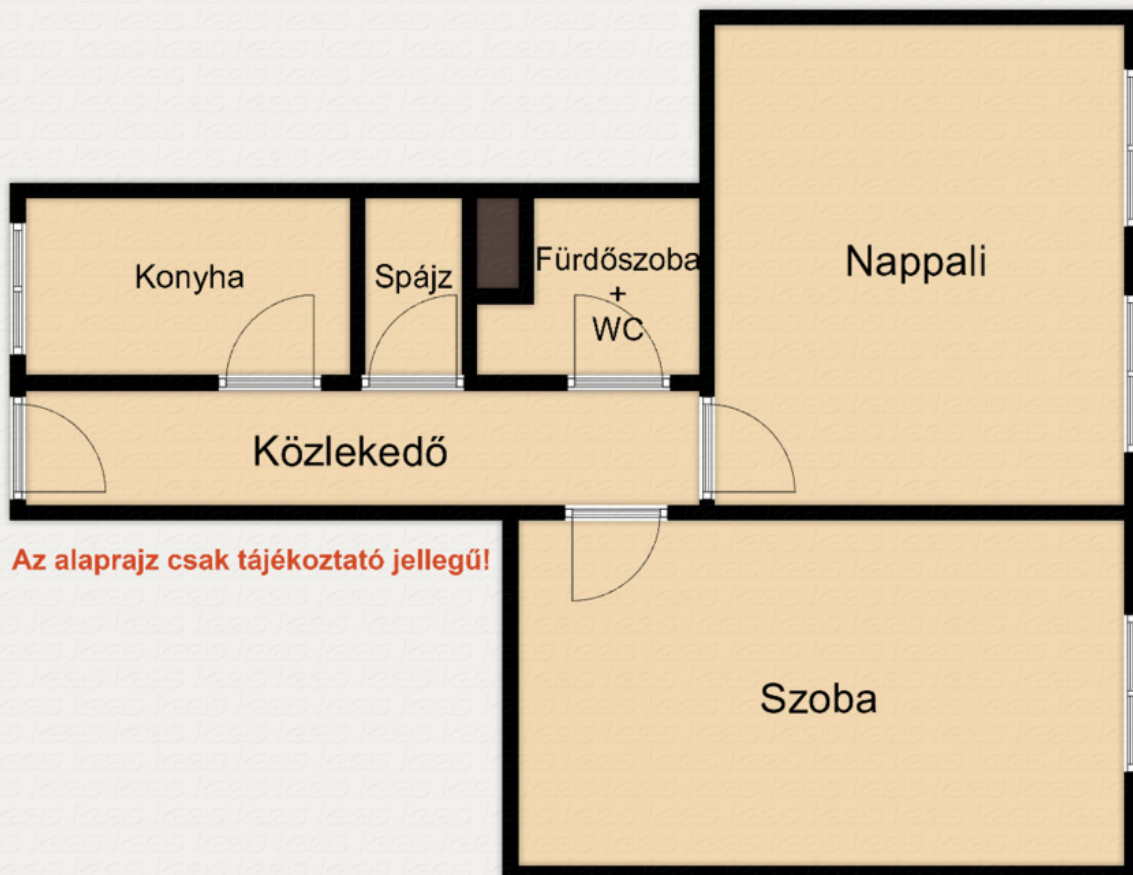 Nappali
Konyha
Spájz
Fürdőszoba
+
WC
Közlekedő
Az alaprajz csak tájékoztató jellegű!
Szoba